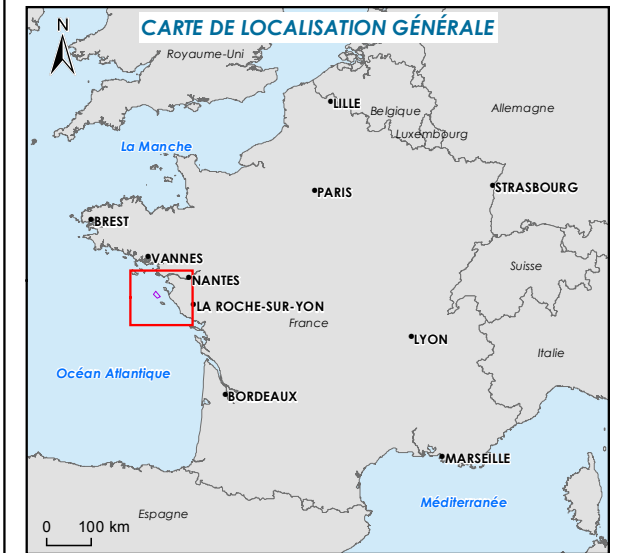 CARTE DE LOCALISATION GÉNÉRALE
N
Royaume-Uni
LILLE
Belgique
Allemagne
Luxembourg
La Manche
PARIS
STRASBOURG
BREST
VANNES
Suisse
NANTES
LA ROCHE-SUR-YON
France
LYON
Italie
Océan Atlantique
BORDEAUX
MARSEILLE
Méditerranée
Espagne
0 100 km